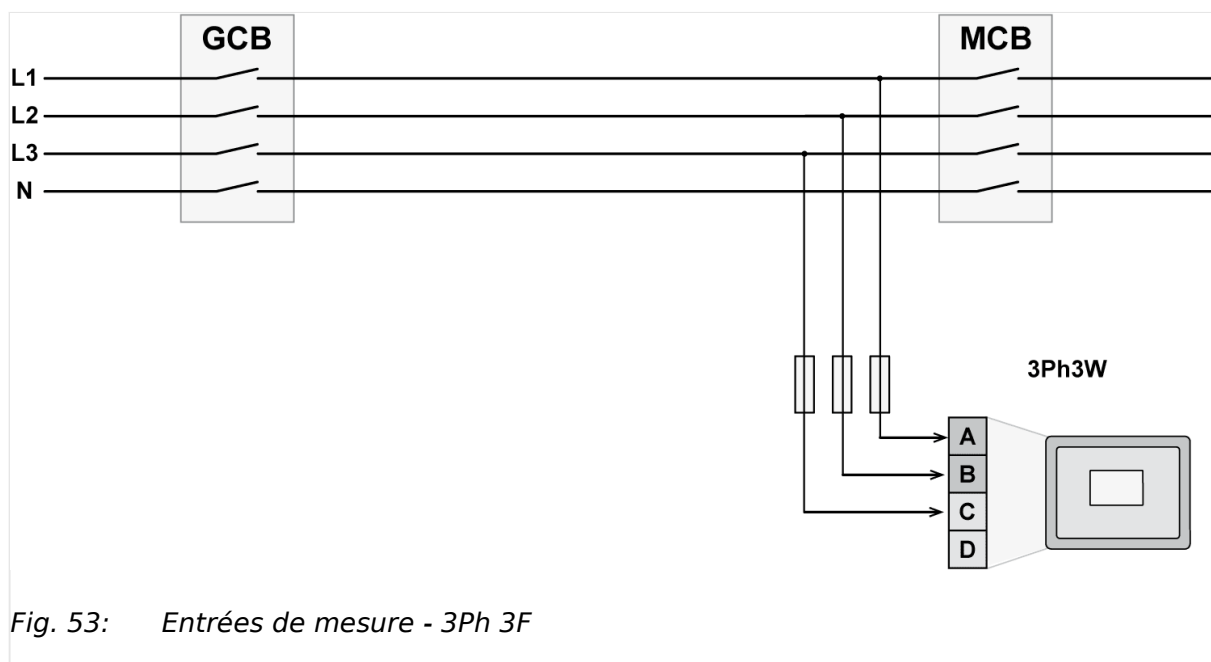 GCB
MCB
L1
L2
L3
N
3Ph3W
A
B
C
D
Fig. 53: Entrées de mesure - 3Ph 3F